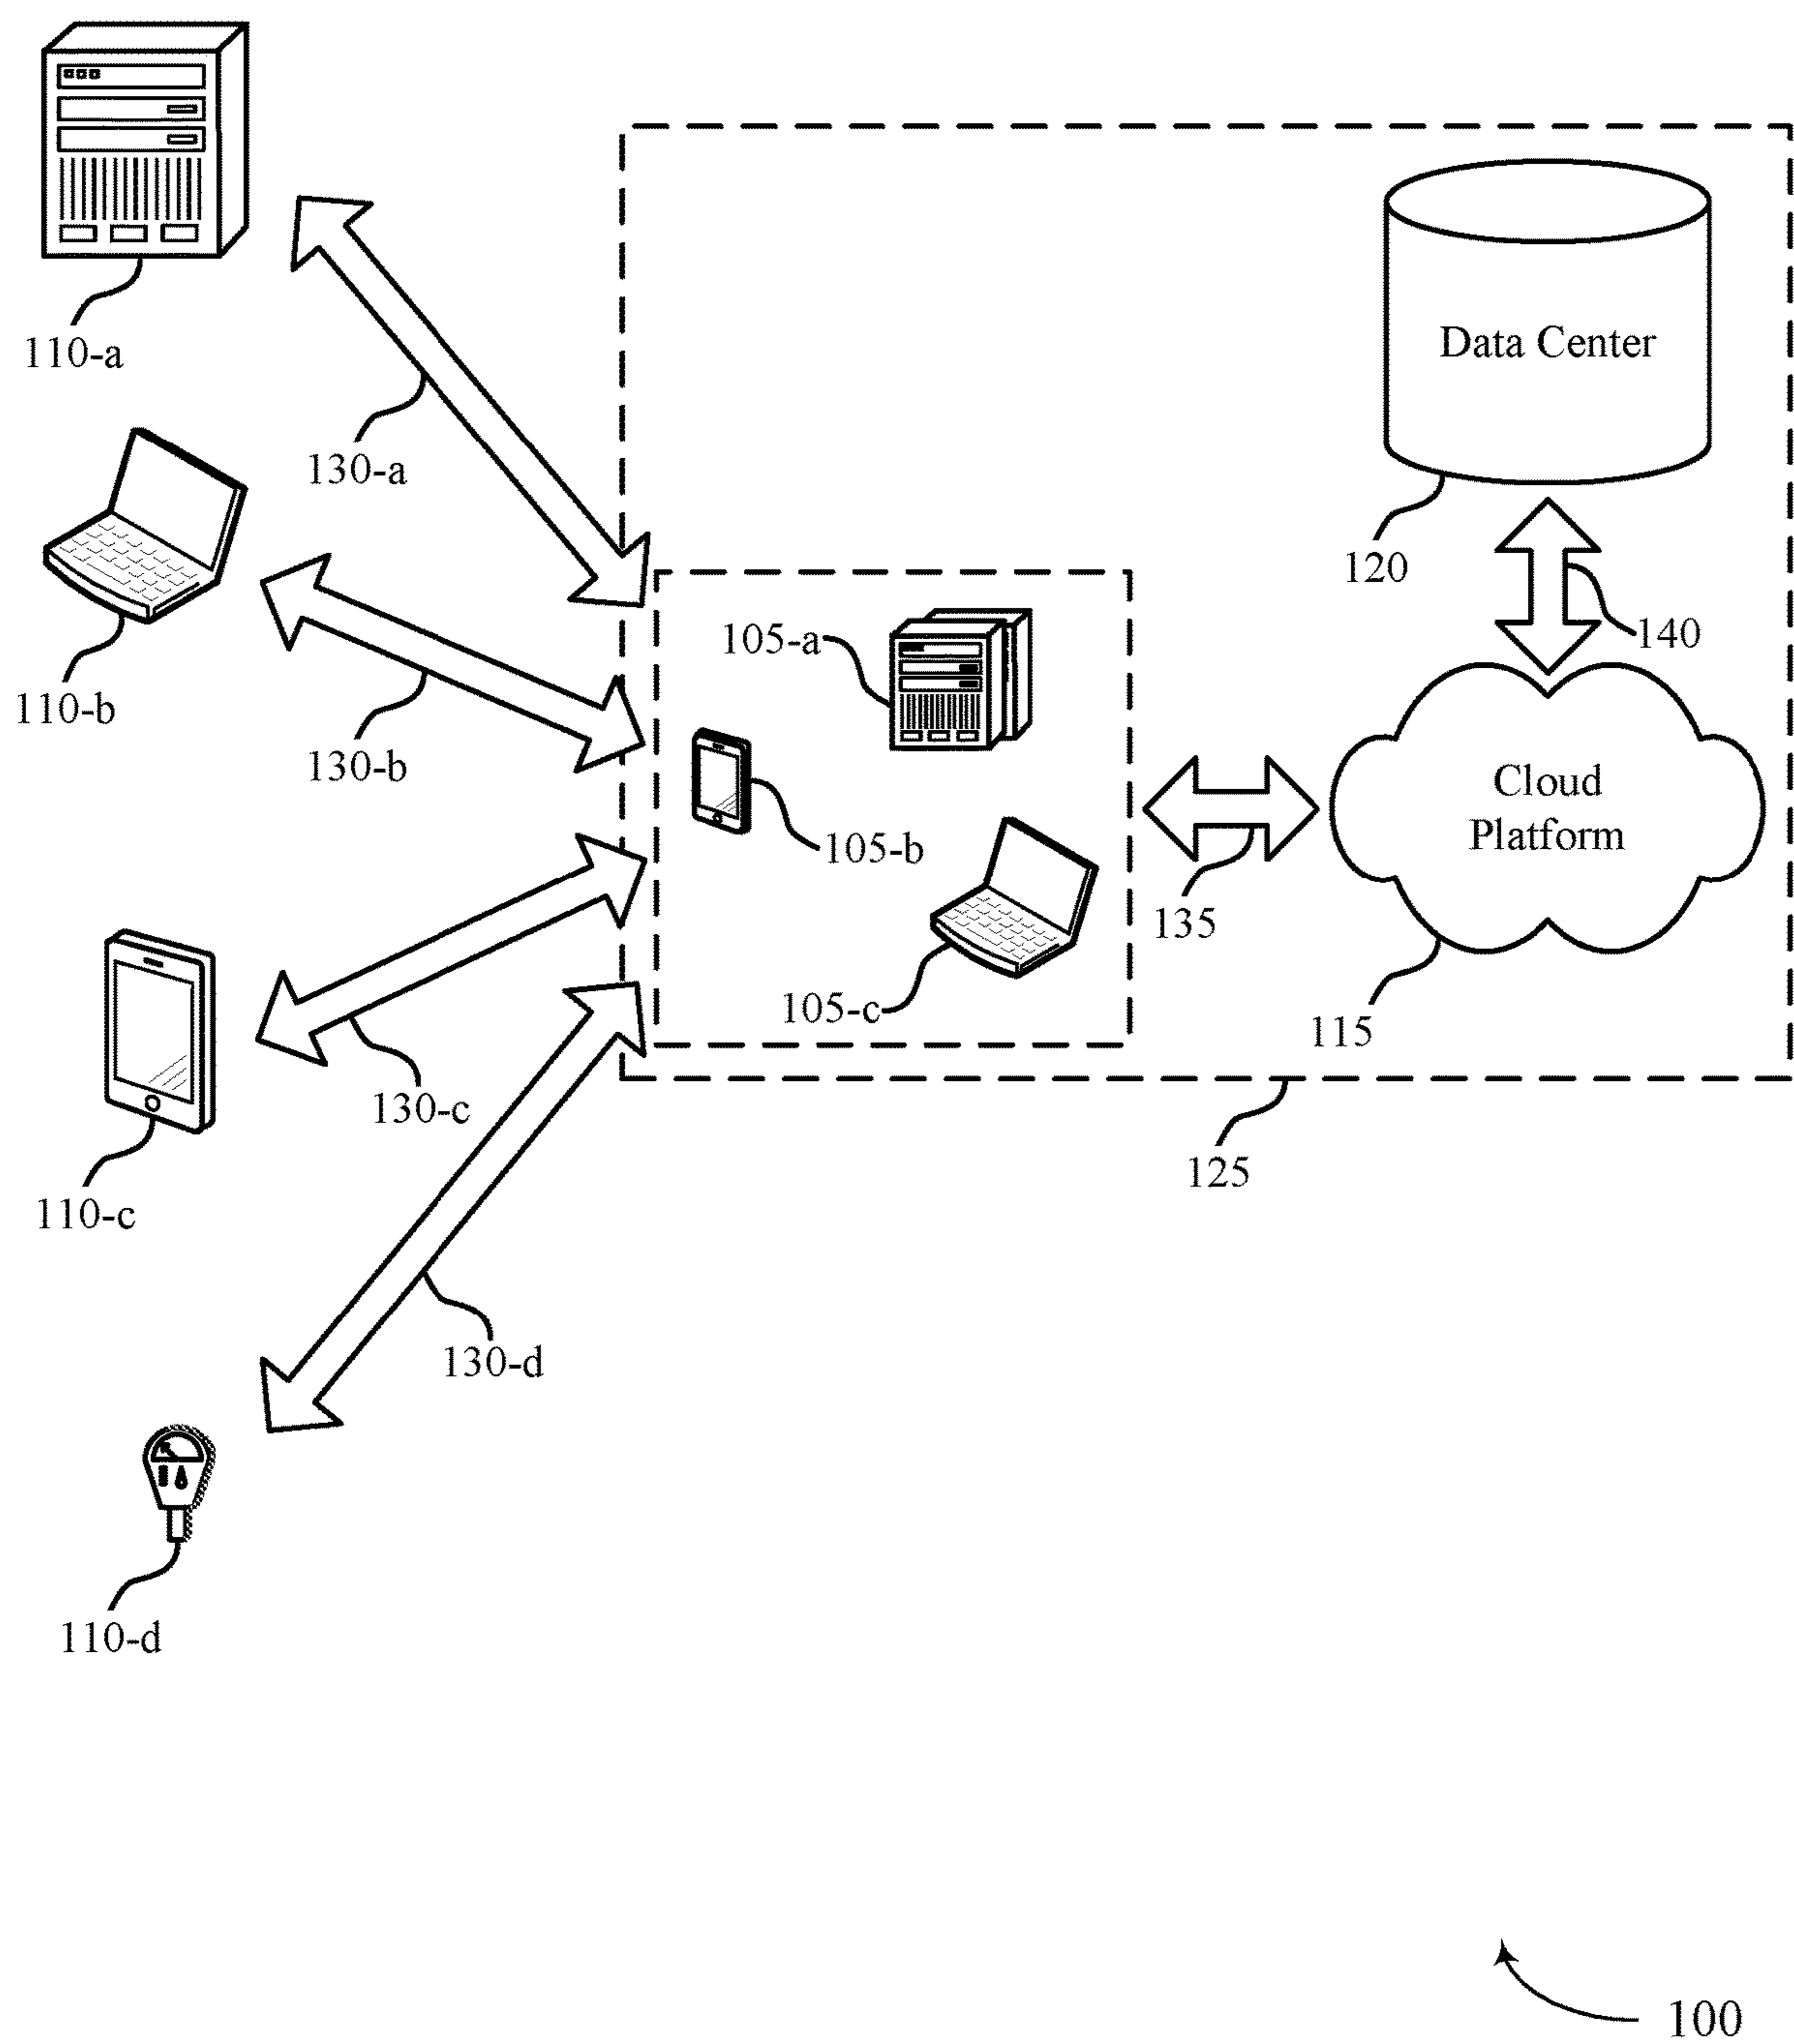 110-a
130-a
Data Center
120
140
110-b
130-b
105-a
105-b
105-c
135
Cloud
Platform
115
110-c
130-c
125
130-d
110-d
100